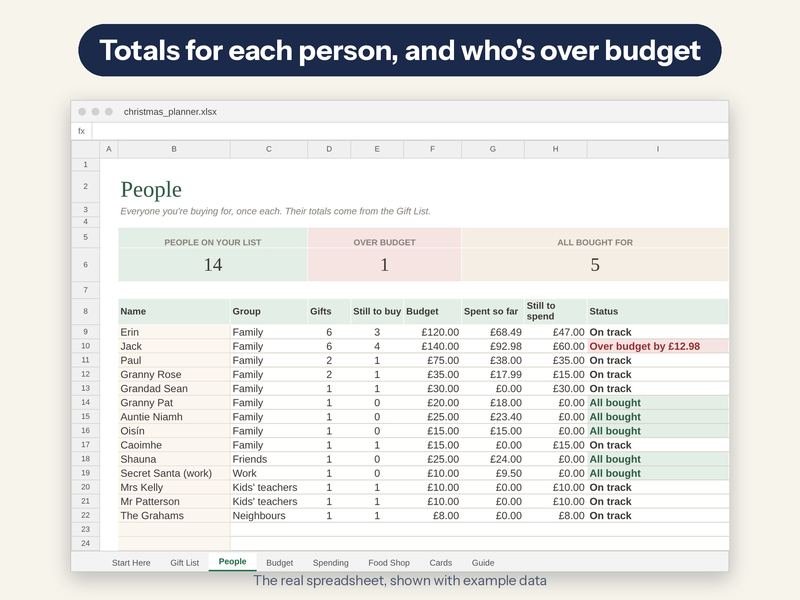 Totals for each person, and who's over budget
christmas_planner.xlsx
fx
A B C D E F G H I
1
2 People
3 Everyone you're buying for, once each. Their totals come from the Gift List.
4
5 PEOPLE ON YOUR LIST OVER BUDGET ALL BOUGHT FOR
6 14 1 5
7
8 Name Group Gifts Still to buy Budget Spent so far Still to spend Status
9 Erin Family 6 3 £120.00 £68.49 £47.00 On track
10 Jack Family 6 4 £140.00 £92.98 £60.00 Over budget by £12.98
11 Paul Family 2 1 £75.00 £38.00 £35.00 On track
12 Granny Rose Family 2 1 £35.00 £17.99 £15.00 On track
13 Grandad Sean Family 1 1 £30.00 £0.00 £30.00 On track
14 Granny Pat Family 1 0 £20.00 £18.00 £0.00 All bought
15 Auntie Niamh Family 1 0 £25.00 £23.40 £0.00 All bought
16 Oisín Family 1 0 £15.00 £15.00 £0.00 All bought
17 Caoimhe Family 1 1 £15.00 £0.00 £15.00 On track
18 Shauna Friends 1 0 £25.00 £24.00 £0.00 All bought
19 Secret Santa (work) Work 1 0 £10.00 £9.50 £0.00 All bought
20 Mrs Kelly Kids' teachers 1 1 £10.00 £0.00 £10.00 On track
21 Mr Patterson Kids' teachers 1 1 £10.00 £0.00 £10.00 On track
22 The Grahams Neighbours 1 1 £8.00 £0.00 £8.00 On track
23
24
Start Here Gift List People Budget Spending Food Shop Cards Guide
The real spreadsheet, shown with example data